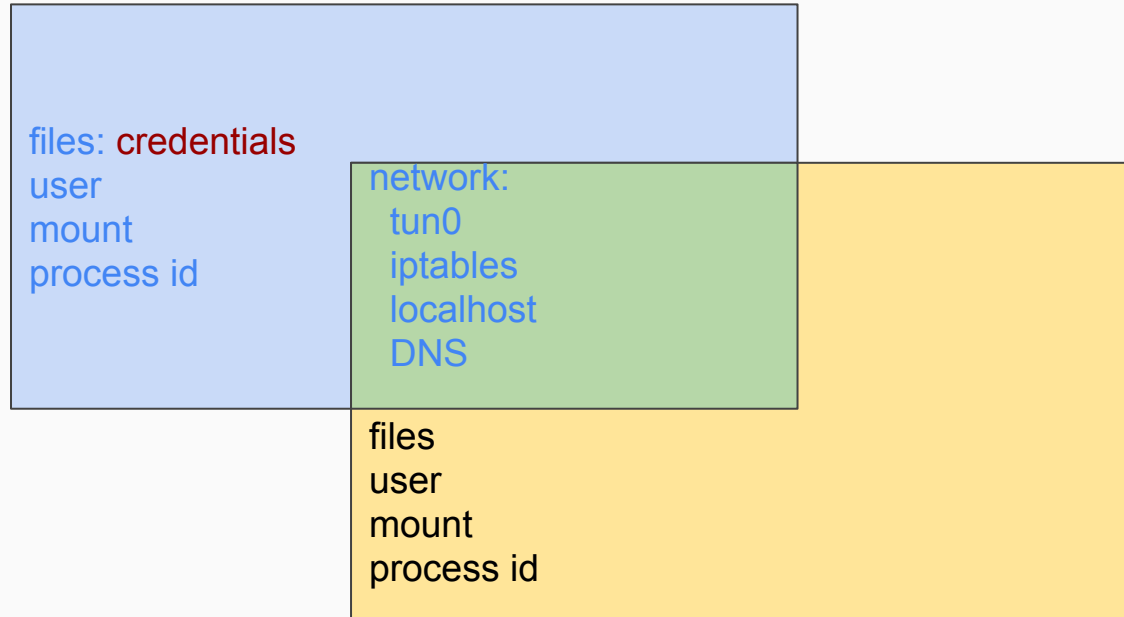 files: credentials
user
mount
process id
network:
tun0
iptables
localhost
DNS
files
user
mount
process id